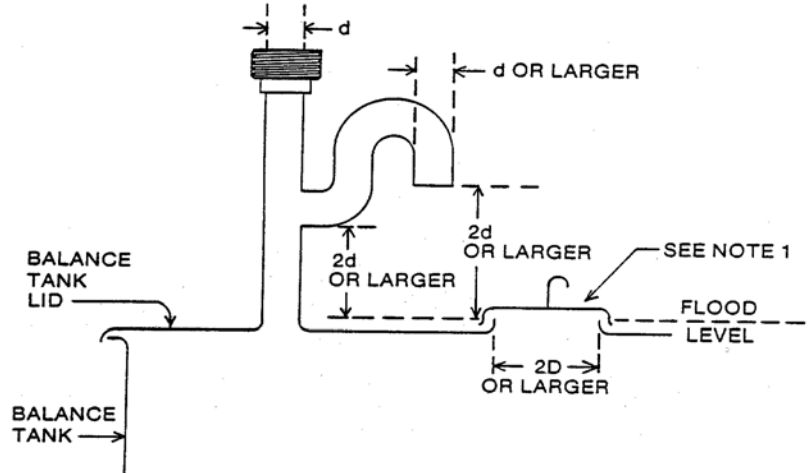 d
d OR LARGER
2d
OR LARGER
2d
OR LARGER
SEE NOTE 1
BALANCE
TANK
LID
FLOOD
LEVEL
2D
OR LARGER
BALANCE
TANK